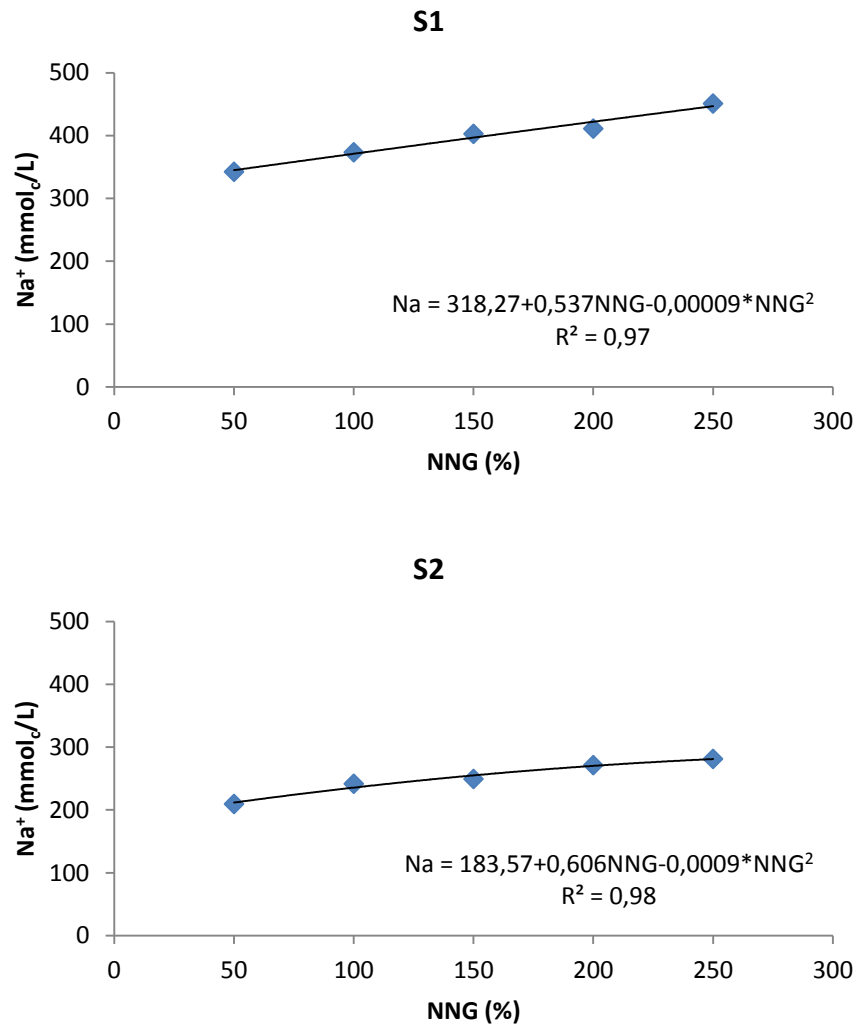 S1
500
400
300
200
100
0
Na⁺ (mmol꜀/L)
Na = 318,27+0,537NNG-0,00009*NNG²
R² = 0,97
0 50 100 150 200 250 300
NNG (%)
S2
500
400
300
200
100
0
Na⁺ (mmol꜀/L)
Na = 183,57+0,606NNG-0,0009*NNG²
R² = 0,98
0 50 100 150 200 250 300
NNG (%)